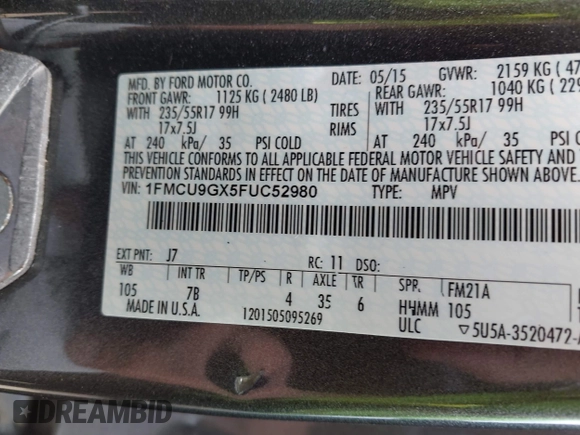 MFD. BY FORD MOTOR CO. DATE: 05/15 GVWR: 2159 KG ( 47
FRONT GAWR: 1125 KG ( 2480 LB) REAR GAWR: 1040 KG ( 229
WITH 235/55R17 99H TIRES WITH 235/55R17 99H
17x7.5J RIMS 17x7.5J
AT 240 kPa/ 35 PSI COLD AT 240 kPa/ 35 PSI COLD
THIS VEHICLE CONFORMS TO ALL APPLICABLE FEDERAL MOTOR VEHICLE SAFETY AND
PREVENTION STANDARDS IN EFFECT ON THE DATE OF MANUFACTURE SHOWN
VIN: 1FMCU9GX5FUC52980 TYPE: MPV
EXT PNT: J7 RC: 11 DSO:
WB INT TR TP/PS R AXLE TR SPR
105 7B 4 35 6 HHMM
FM21A
105
MADE IN U.S.A. 1201505095269 ULC ▽5U5A-3520472-
DREAMBID